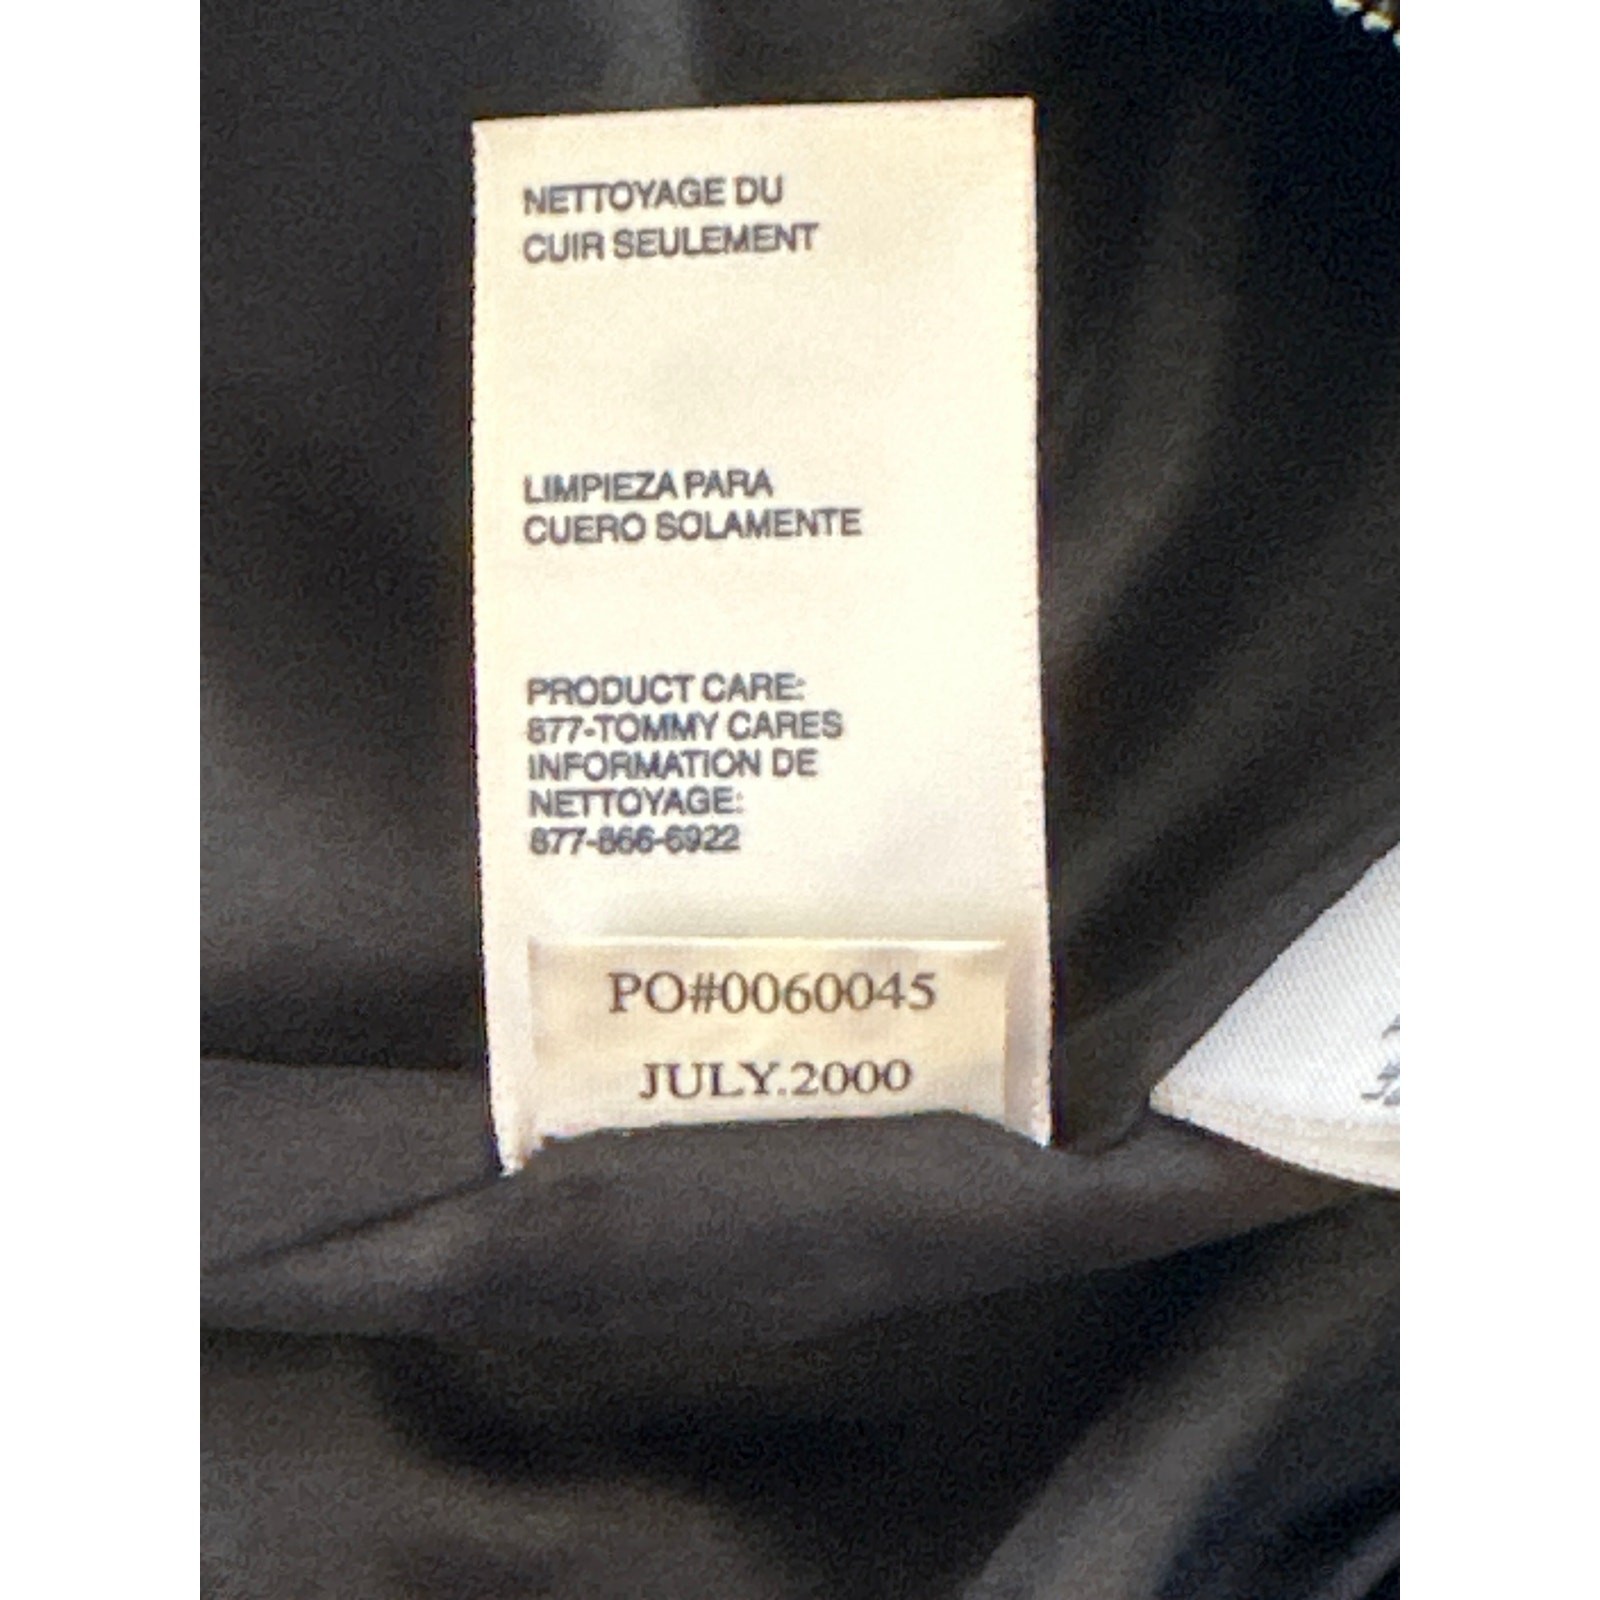 NETTOYAGE DU
CUIR SEULEMENT
LIMPIEZA PARA
CUERO SOLAMENTE
PRODUCT CARE:
877-TOMMY CARES
INFORMATION DE
NETTOYAGE:
877-866-6922
PO#0060045
JULY.2000